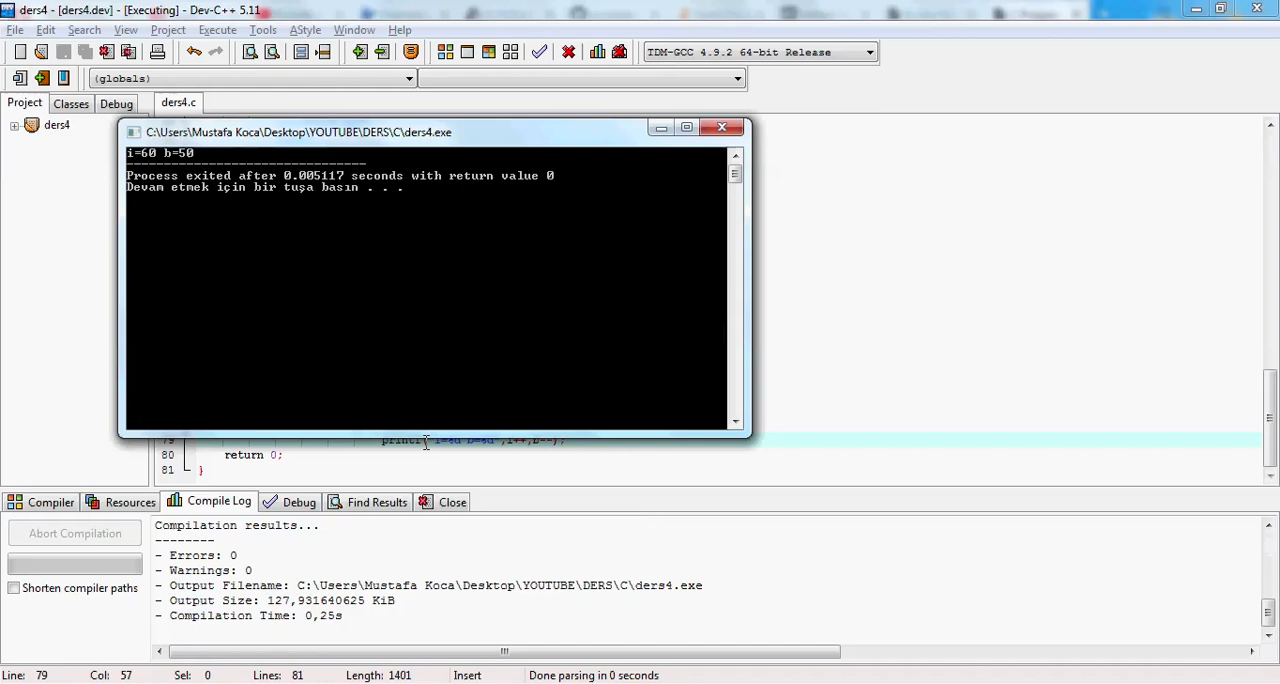 ders4 - [ders4.dev] - [Executing] - Dev-C++ 5.11
File Edit Search View Project Execute Tools AStyle Window Help
TDM-GCC 4.9.2 64-bit Release
(globals)
Project Classes Debug ders4.c
ders4
C:\Users\Mustafa Koca\Desktop\YOUTUBE\DERS\C\ders4.exe
i=60 b=50
--------------------------------
Process exited after 0.005117 seconds with return value 0
Devam etmek için bir tuşa basın . . .
79 printf("i=%d b=%d",i++,b--);
80 return 0;
81 }
Compiler Resources Compile Log Debug Find Results Close
Abort Compilation
Shorten compiler paths
Compilation results...
--------
- Errors: 0
- Warnings: 0
- Output Filename: C:\Users\Mustafa Koca\Desktop\YOUTUBE\DERS\C\ders4.exe
- Output Size: 127,931640625 KiB
- Compilation Time: 0,25s
Line: 79 Col: 57 Sel: 0 Lines: 81 Length: 1401 Insert Done parsing in 0 seconds